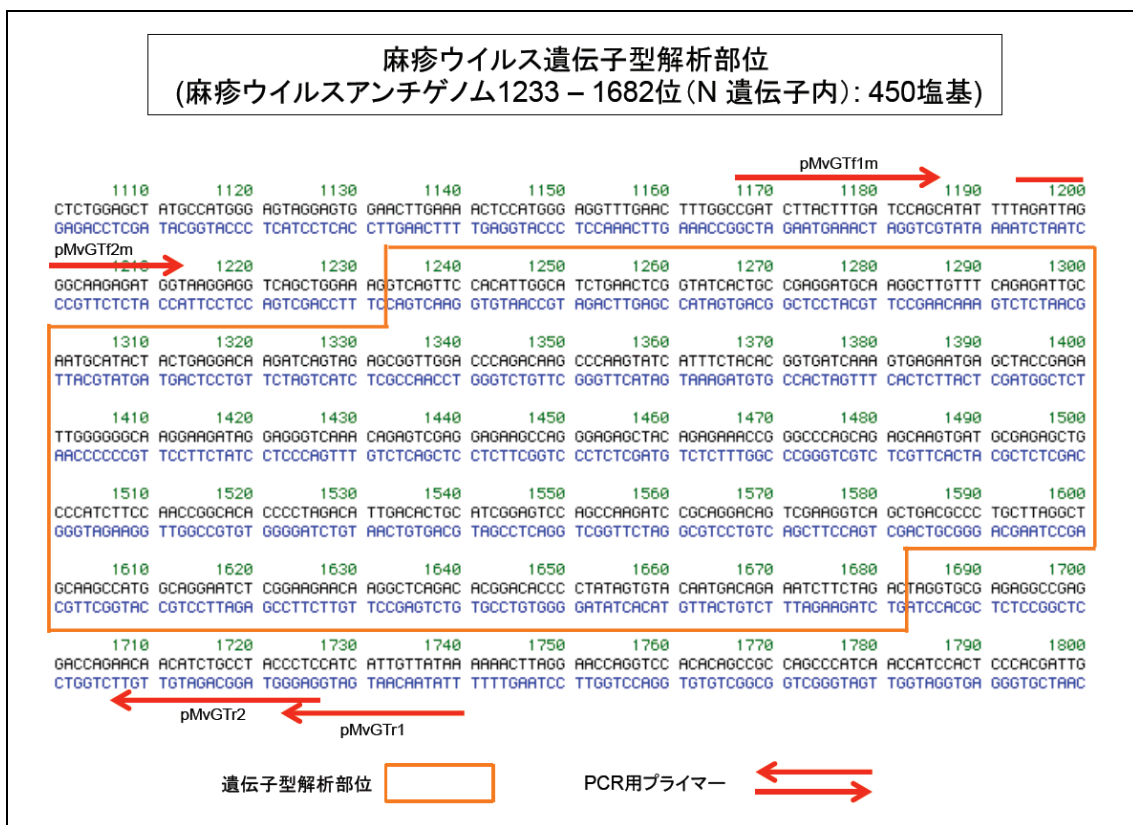 麻疹ウイルス遺伝子型解析部位
(麻疹ウイルスアンチゲノム1233 – 1682位(N 遺伝子内): 450塩基)
pMvGTf1m
1110 1120 1130 1140 1150 1160 1170 1180 1190 1200
CTCTGGAGCT ATGCCATGGG AGTAGGAGTG GAACTTGAAA ACTCCATGGG AGGTTTGAAC TTTGGCCGAT CTTACTTTGA TCCAGCATAT TTTAGATTAG
GAGACCTCGA TACGGTACCC TCATCCTCAC CTTGAACTTT TGAGGTACCC TCCAAACTTG AAACCGGCTA GAATGAAACT AGGTCGTATA AAATCTAATC
pMvGTf2m
1210 1220 1230 1240 1250 1260 1270 1280 1290 1300
GGCAAGAGAT GGTAAGGAGG TCAGCTGGAA AGGTCAGTTC CACATTGGCA TCTGAACTCG GTATCACTGC CGAGGATGCA AGGCTTGTTT CAGAGATTGC
CCGTTCTCTA CCATTCCTCC AGTCGACCTT TCCAGTCAAG GTGTAACCGT AGACTTGAGC CATAGTGACG GCTCCTACGT TCCGAACAAA GTCTCTAACG
1310 1320 1330 1340 1350 1360 1370 1380 1390 1400
AATGCATACT ACTGAGGACA AGATCAGTAG AGCGGTTGGA CCCAGACAAG CCCAAGTATC ATTTCTACAC GGTGATCAAA GTGAGAATGA GCTACCGAGA
TTACGTATGA TGACTCCTGT TCTAGTCATC TCGCCAACCT GGGTCTGTTC GGGTTCATAG TAAAGATGTG CCACTAGTTT CACTCTTACT CGATGGCTCT
1410 1420 1430 1440 1450 1460 1470 1480 1490 1500
TTGGGGGGCA AGGAAGATAG GAGGGTCAAA CAGAGTCGAG GAGAAGCCAG GGAGAGCTAC AGAGAAACCG GGCCCAGCAG AGCAAGTGAT GCGAGAGCTG
AACCCCCCGT TCCTTCTATC CTCCCAGTTT GTCTCAGCTC CTCTTCGGTC CCTCTCGATG TCTCTTTGGC CCGGGTCGTC TCGTTCACTA CGCTCTCGAC
1510 1520 1530 1540 1550 1560 1570 1580 1590 1600
CCCATCTTCC AACCGGCACA CCCCTAGACA TTGACACTGC ATCGGAGTCC AGCCAAGATC CGCAGGACAG TCGAAGGTCA GCTGACGCCC TGCTTAGGCT
GGGTAGAAGG TTGGCCGTGT GGGGATCTGT AACTGTGACG TAGCCTCAGG TCGGTTCTAG GCGTCCTGTC AGCTTCCAGT CGACTGCGGG ACGAATCCGA
1610 1620 1630 1640 1650 1660 1670 1680 1690 1700
GCAAGCCATG GCAGGAATCT CGGAAGAACA AGGCTCAGAC ACGGACACCC CTATAGTGTA CAATGACAGA AATCTTCTAG ACTAGGTGCG AGAGGCCGAG
CGTTCGGTAC CGTCCTTAGA GCCTTCTTGT TCCGAGTCTG TGCCTGTGGG GATATCACAT GTTACTGTCT TTAGAAGATC TGATCCACGC TCTCCGGCTC
1710 1720 1730 1740 1750 1760 1770 1780 1790 1800
GACCAGAACA ACATCTGCCT ACCCTCCATC ATTGTTATAA AAAACTTAGG AACCAGGTCC ACACAGCCGC CAGCCCATCA ACCATCCACT CCCACGATTG
CTGGTCTTGT TGTAGACGGA TGGGAGGTAG TAACAATATT TTTTGAATCC TTGGTCCAGG TGTGTCGGCG GTCGGGTAGT TGGTAGGTGA GGGTGCTAAC
pMvGTr2
pMvGTr1
遺伝子型解析部位
PCR用プライマー